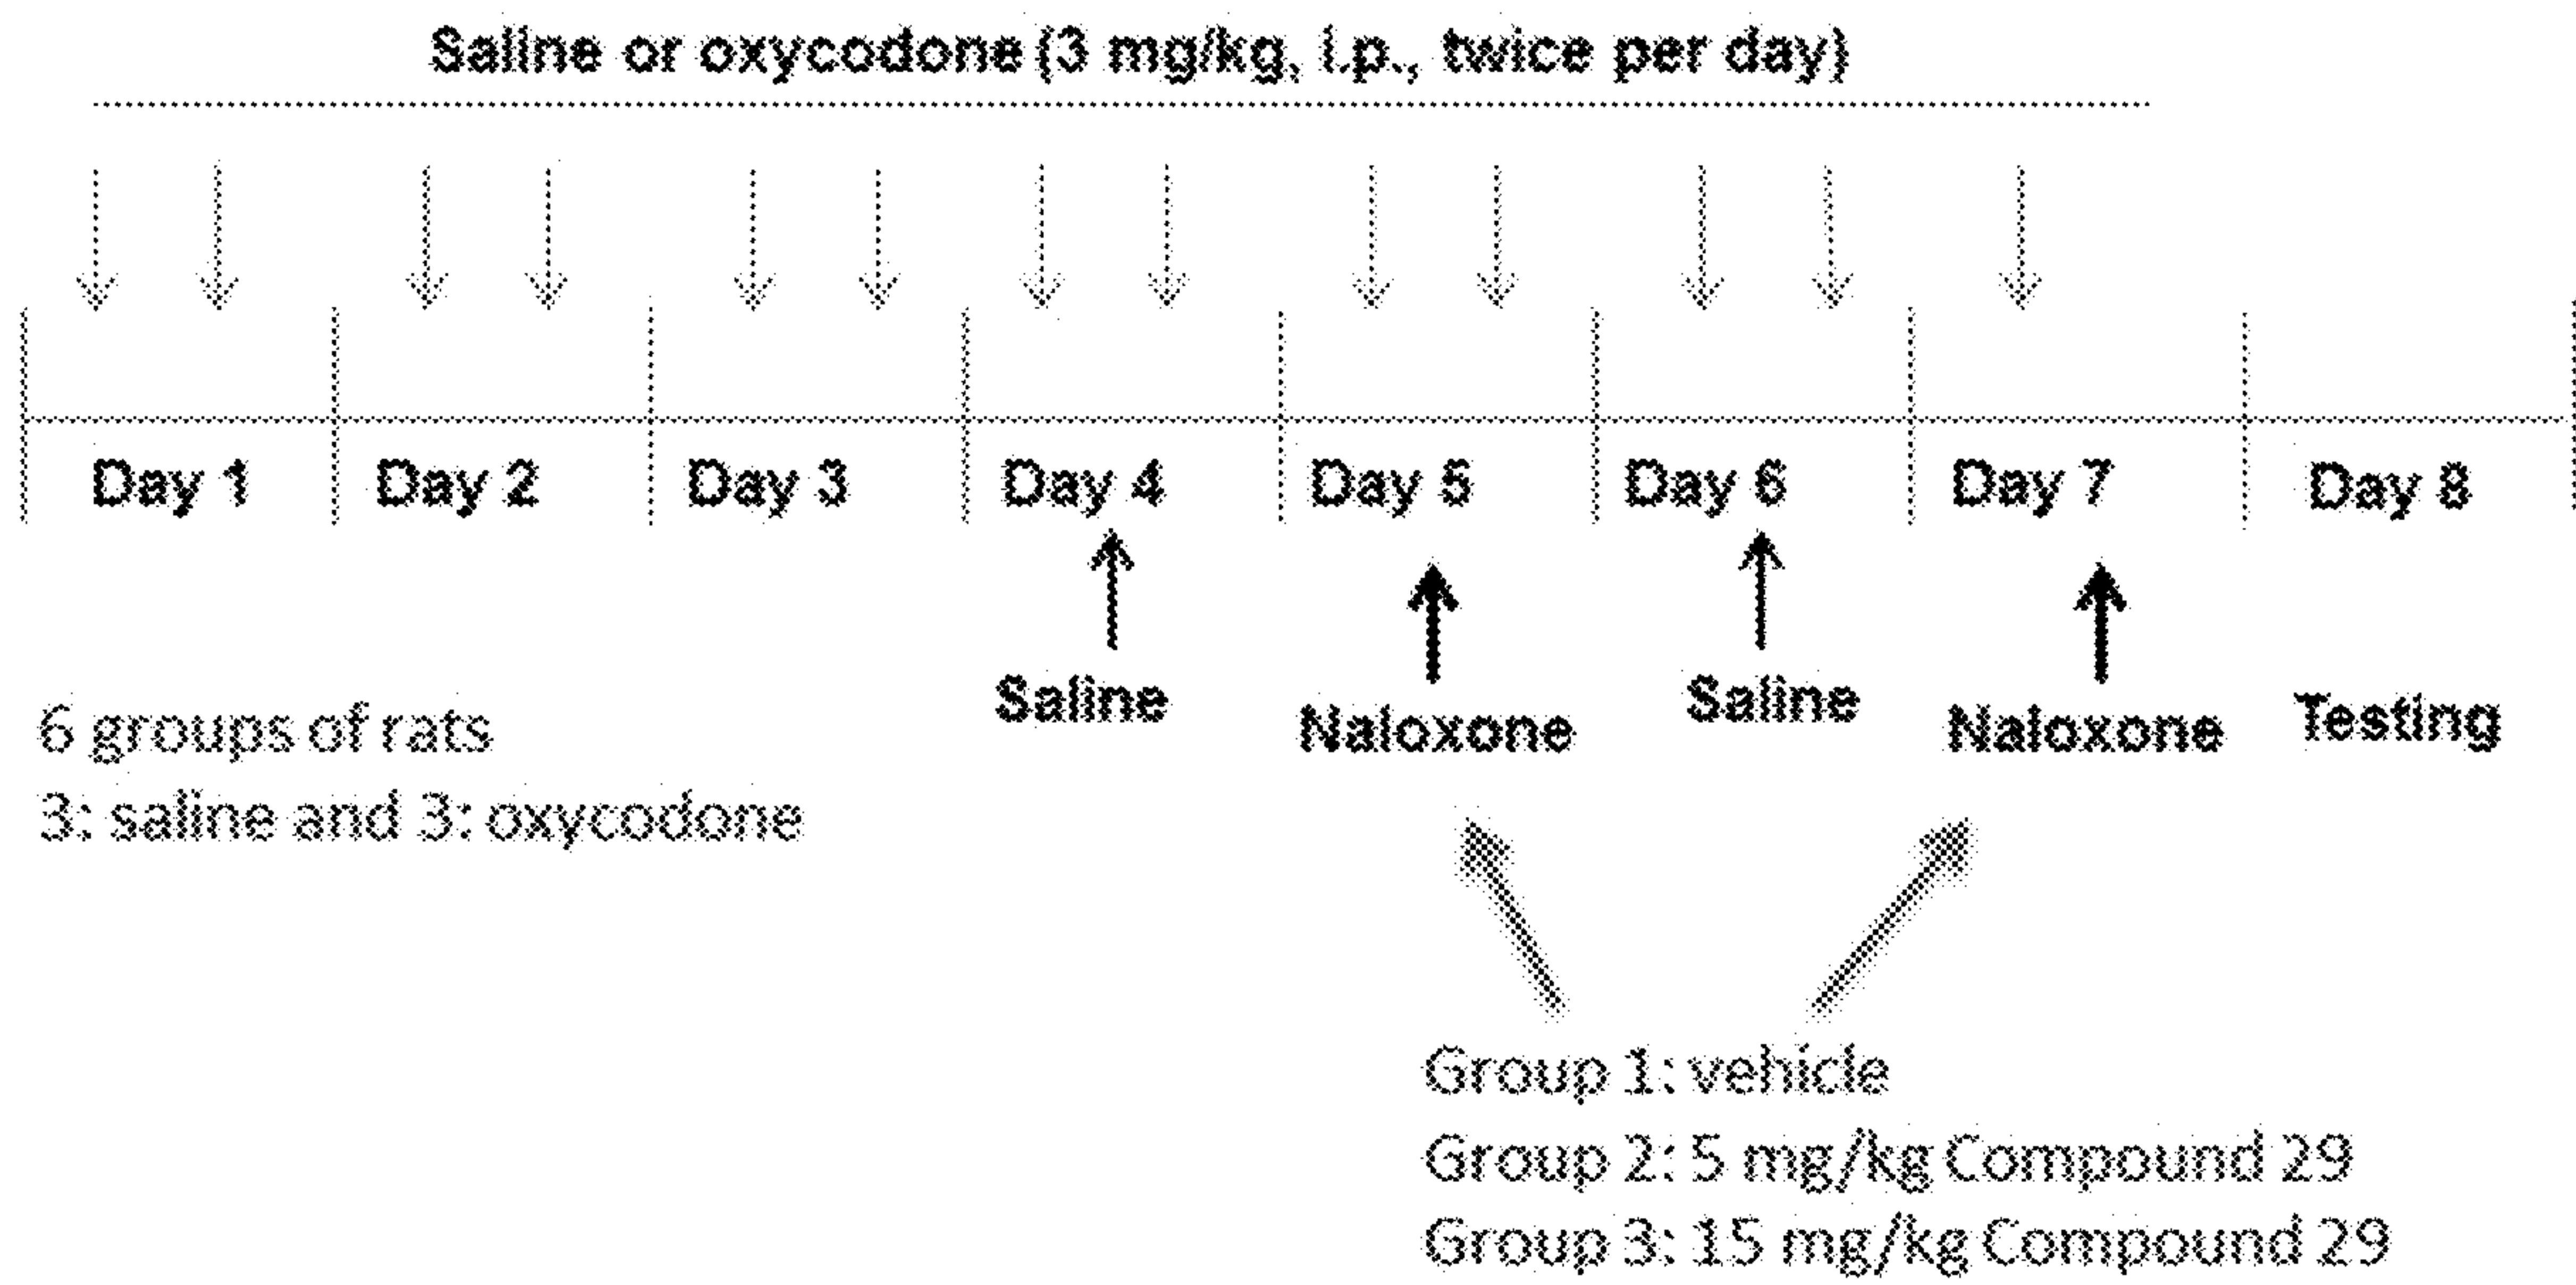 Saline or oxycodone (3 mg/kg, i.p., twice per day)
Day 1 Day 2 Day 3 Day 4 Day 5 Day 6 Day 7 Day 8
Saline Naloxone Saline Naloxone Testing
6 groups of rats
3: saline and 3: oxycodone
Group 1: vehicle
Group 2: 5 mg/kg Compound 29
Group 3: 15 mg/kg Compound 29